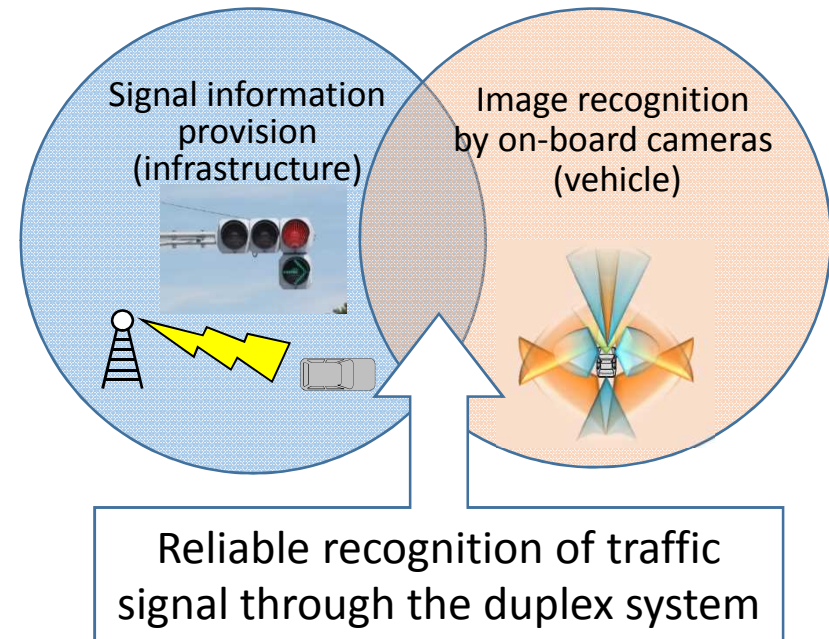 Signal information
provision
(infrastructure)
Image recognition
by on-board cameras
(vehicle)
Reliable recognition of traffic
signal through the duplex system